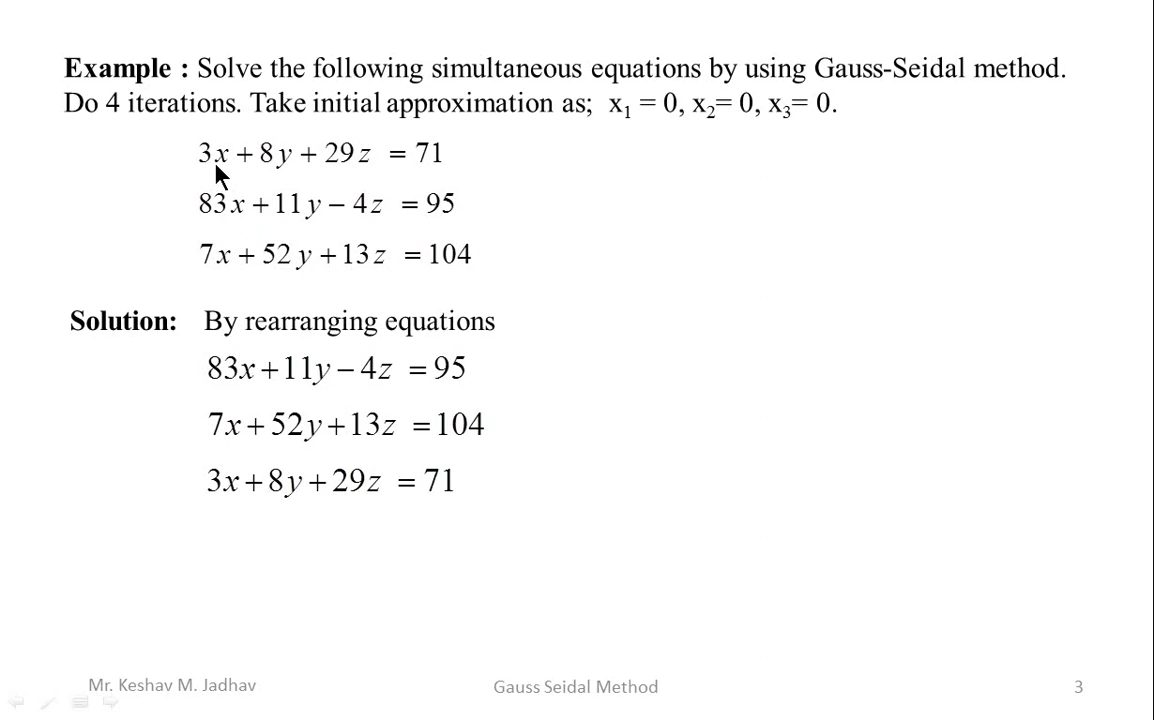 Example : Solve the following simultaneous equations by using Gauss-Seidal method.
Do 4 iterations. Take initial approximation as; x₁ = 0, x₂= 0, x₃= 0.
3x + 8y + 29z = 71
83x + 11y − 4z = 95
7x + 52y + 13z = 104
Solution: By rearranging equations
83x + 11y − 4z = 95
7x + 52y + 13z = 104
3x + 8y + 29z = 71
Mr. Keshav M. Jadhav Gauss Seidal Method 3